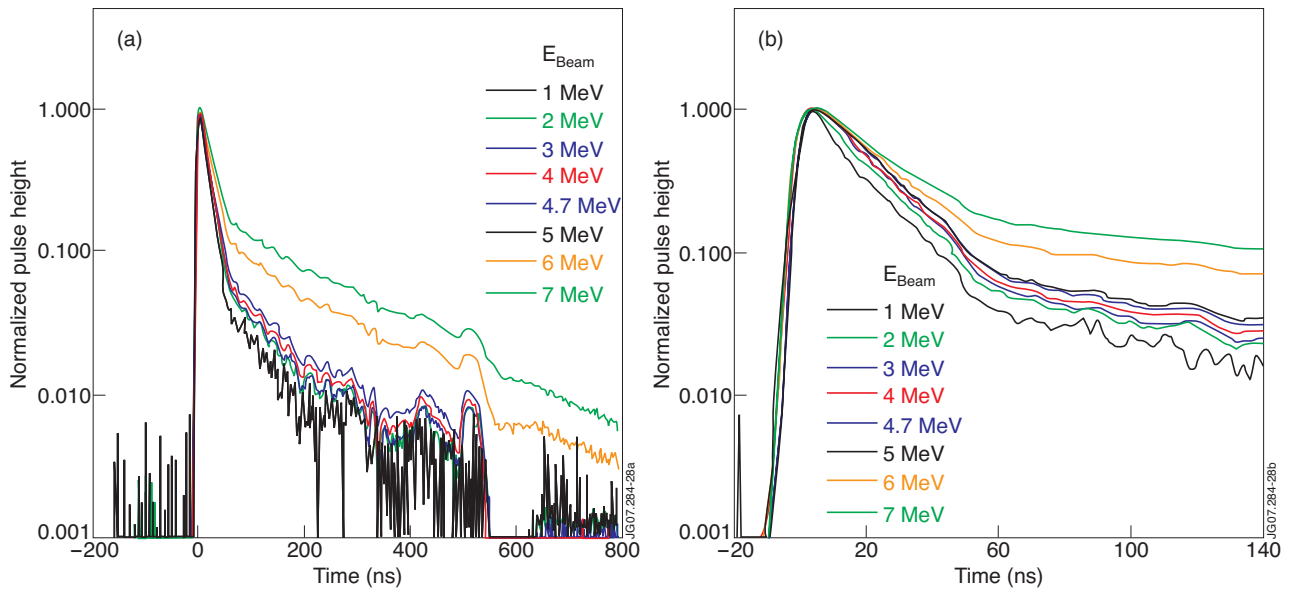 (a)
E Beam
1 MeV
2 MeV
3 MeV
4 MeV
4.7 MeV
5 MeV
6 MeV
7 MeV
1.000
0.100
0.010
0.001
Normalized pulse height
−200 0 200 400 600 800
Time (ns)
JG07.284-28a
(b)
E Beam
1 MeV
2 MeV
3 MeV
4 MeV
4.7 MeV
5 MeV
6 MeV
7 MeV
1.000
0.100
0.010
0.001
Normalized pulse height
−20 20 60 100 140
Time (ns)
JG07.284-28b